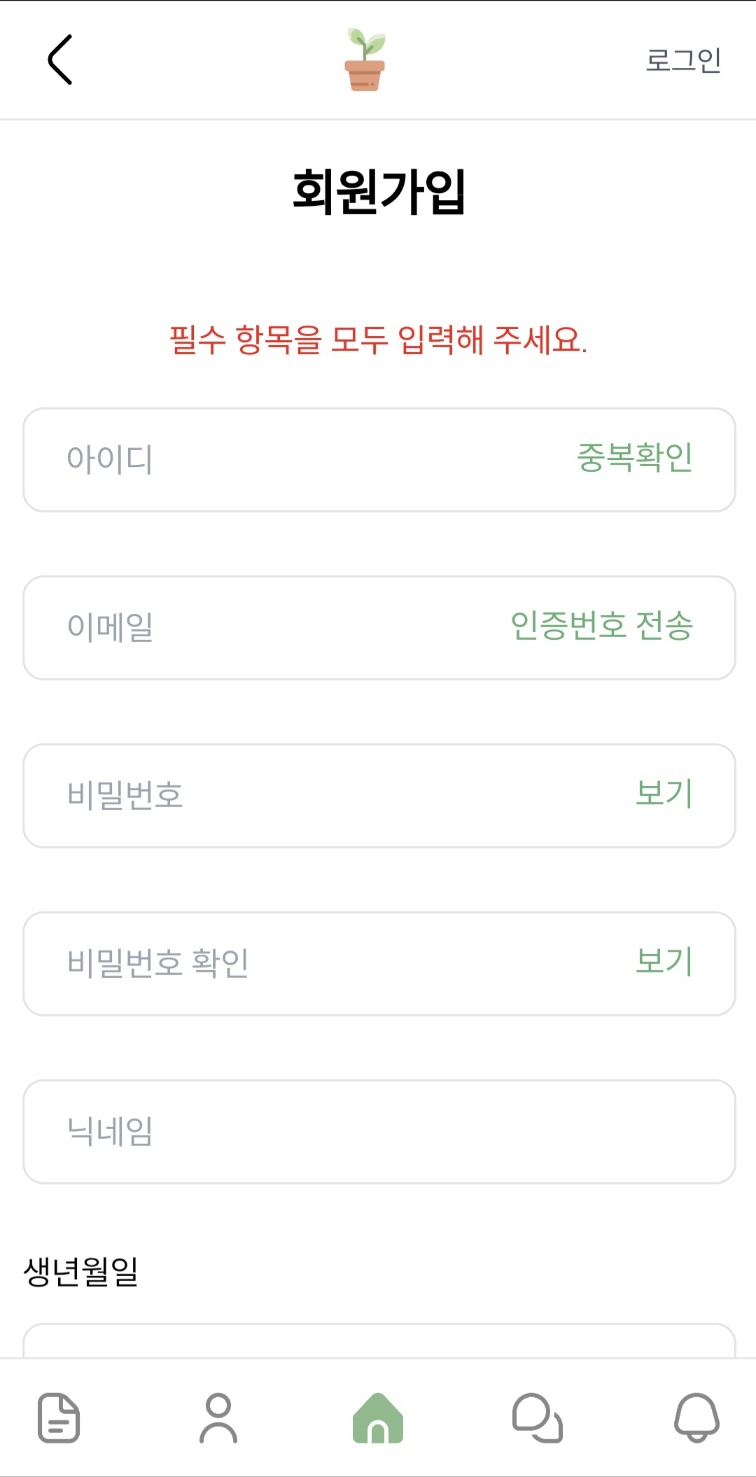 로그인
회원가입
필수 항목을 모두 입력해 주세요.
아이디 중복확인
이메일 인증번호 전송
비밀번호 보기
비밀번호 확인 보기
닉네임
생년월일